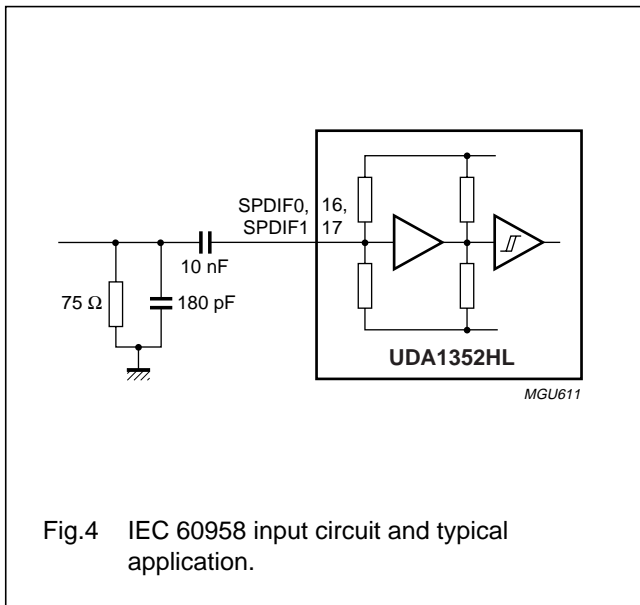 SPDIF0, 16,
SPDIF1 17
10 nF
75 Ω
180 pF
UDA1352HL
MGU611
Fig.4 IEC 60958 input circuit and typical
application.